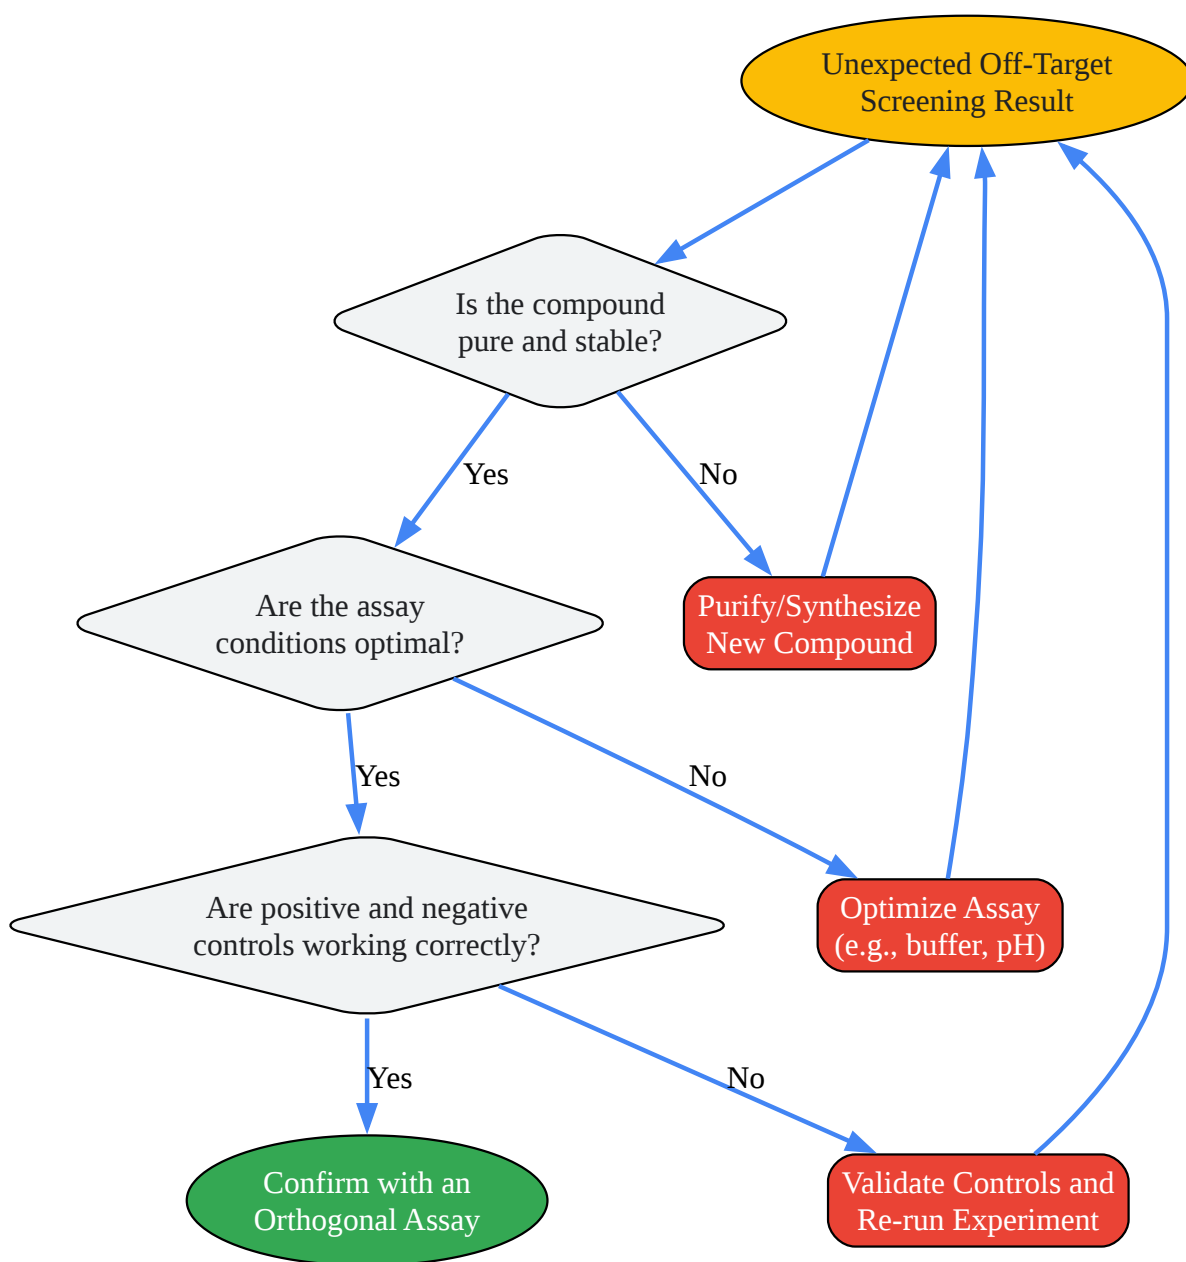 Unexpected Off-Target
Screening Result
Is the compound
pure and stable?
Yes
No
Are the assay
conditions optimal?
Purify/Synthesize
New Compound
Yes
No
Are positive and negative
controls working correctly?
Optimize Assay
(e.g., buffer, pH)
Yes
No
Confirm with an
Orthogonal Assay
Validate Controls and
Re-run Experiment